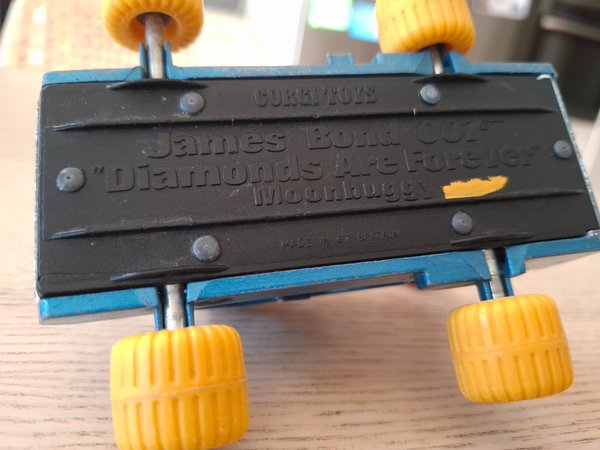 CORGI TOYS
James Bond 007
"Diamonds Are Forever"
Moonbuggy
MADE IN GT BRITAIN